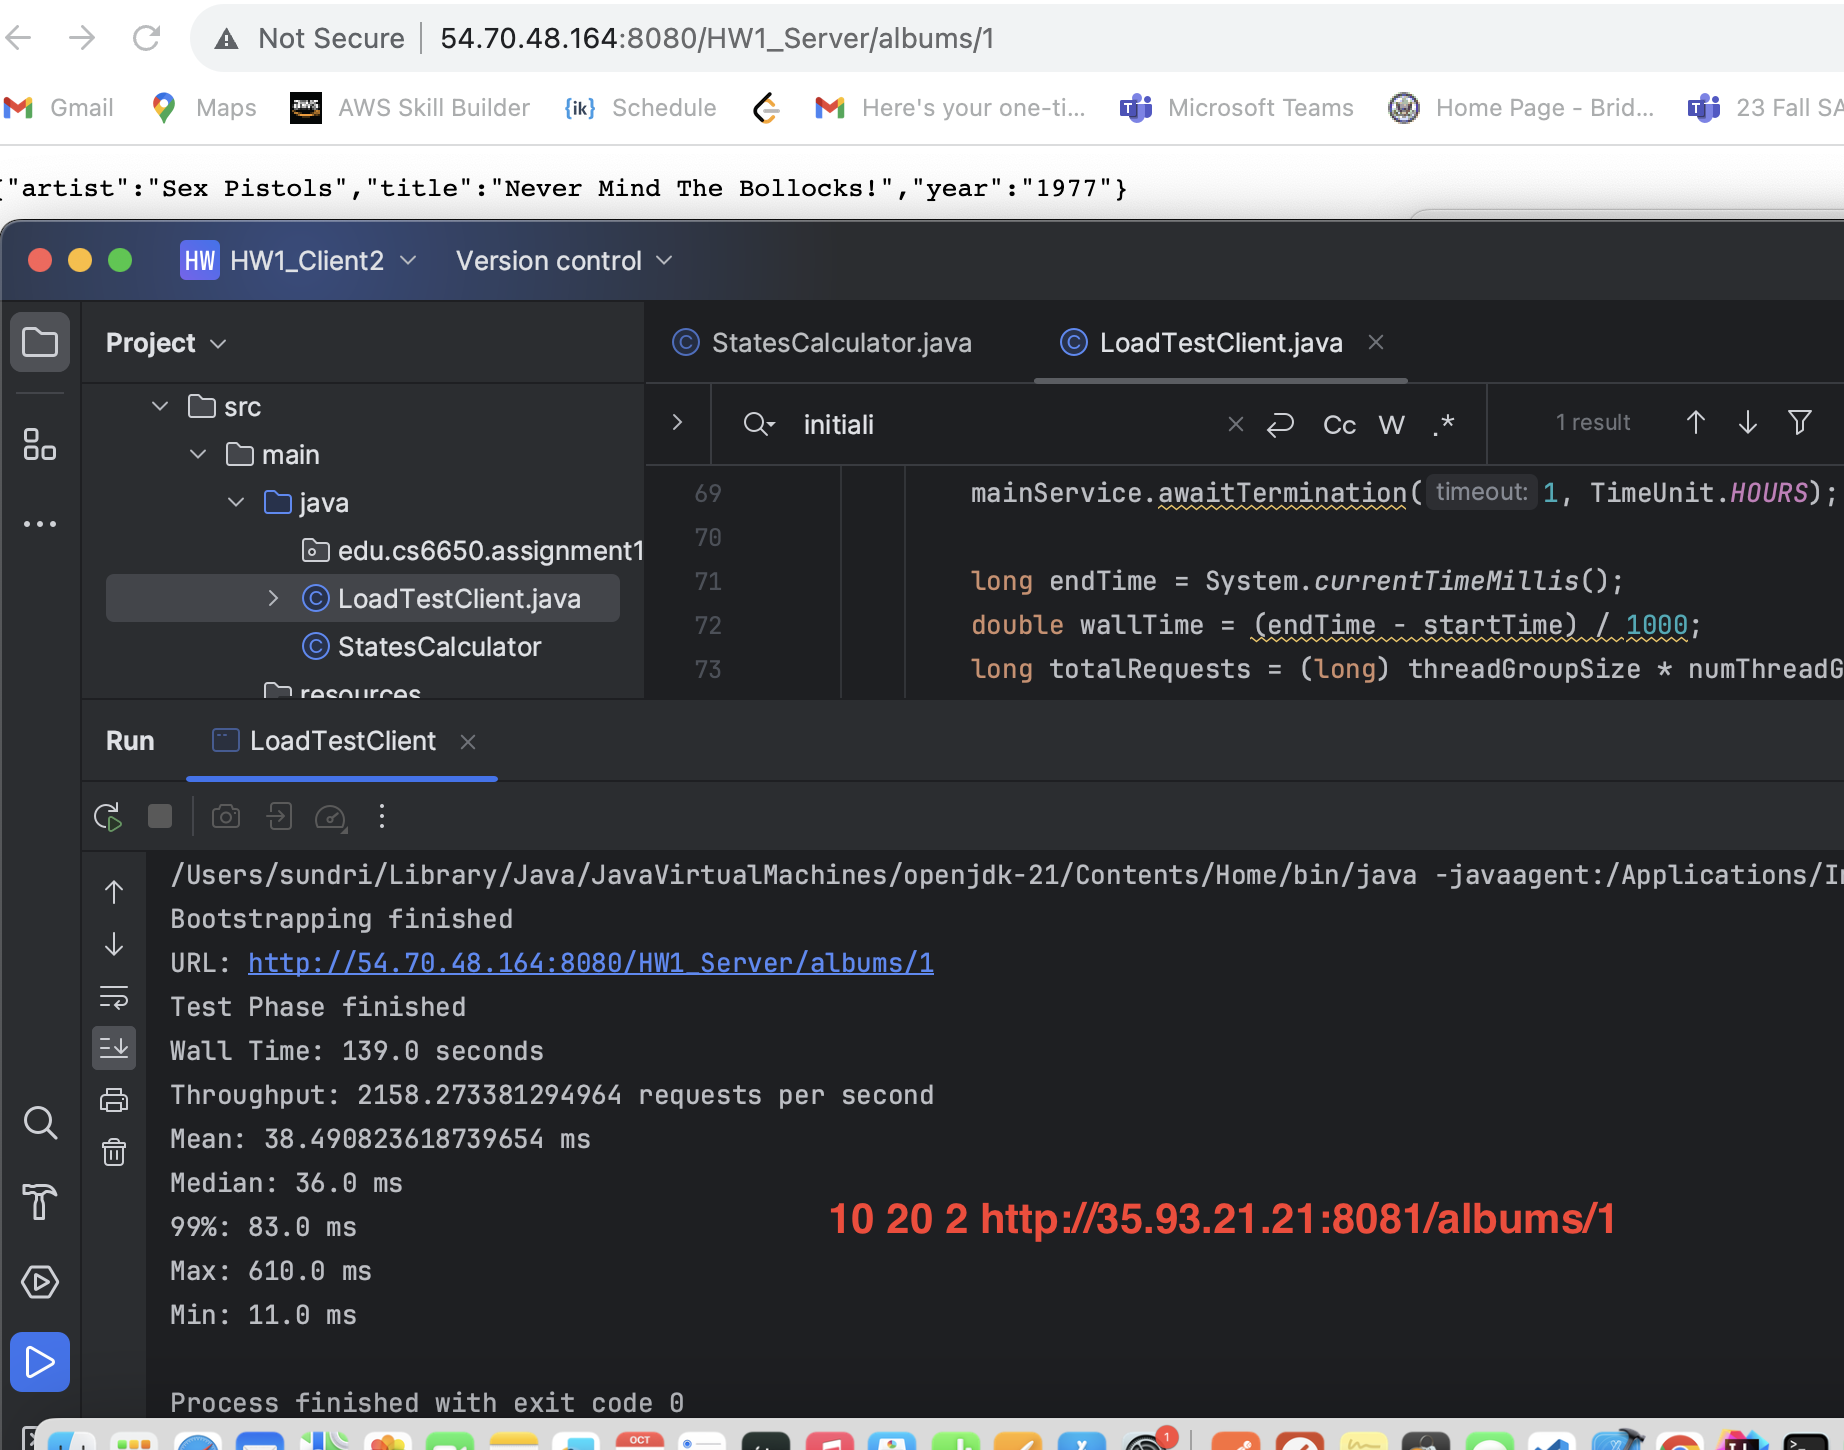 Not Secure | 54.70.48.164:8080/HW1_Server/albums/1
Gmail Maps AWS Skill Builder {ik} Schedule Here's your one-ti... Microsoft Teams Home Page - Brid... 23 Fall SA
"artist":"Sex Pistols","title":"Never Mind The Bollocks!","year":"1977"}
HW HW1_Client2 Version control
Project
StatesCalculator.java LoadTestClient.java
src
main
java
edu.cs6650.assignment1
LoadTestClient.java
StatesCalculator
resources
initiali Cc W .* 1 result
69 mainService.awaitTermination( timeout: 1, TimeUnit.HOURS);
70
71 long endTime = System.currentTimeMillis();
72 double wallTime = (endTime - startTime) / 1000;
73 long totalRequests = (long) threadGroupSize * numThreadG
Run LoadTestClient
/Users/sundri/Library/Java/JavaVirtualMachines/openjdk-21/Contents/Home/bin/java -javaagent:/Applications/In
Bootstrapping finished
URL: http://54.70.48.164:8080/HW1_Server/albums/1
Test Phase finished
Wall Time: 139.0 seconds
Throughput: 2158.273381294964 requests per second
Mean: 38.490823618739654 ms
Median: 36.0 ms
99%: 83.0 ms
10 20 2 http://35.93.21.21:8081/albums/1
Max: 610.0 ms
Min: 11.0 ms
Process finished with exit code 0
OCT
1